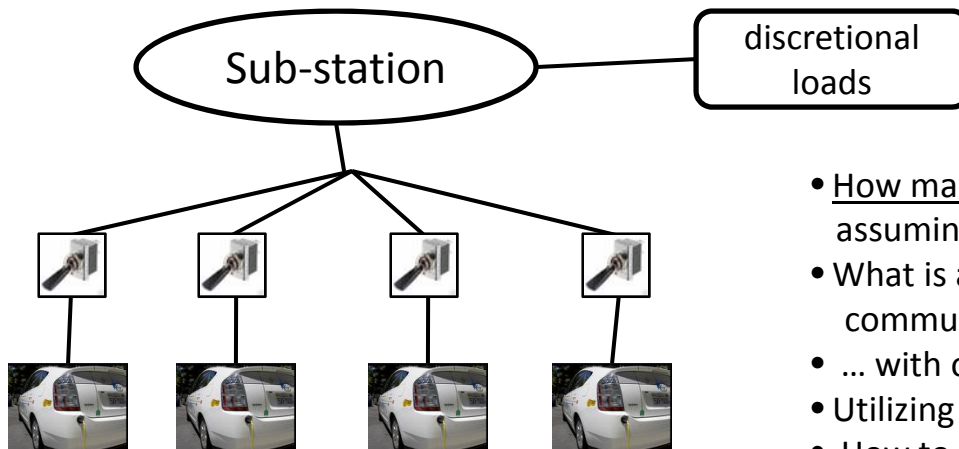 Sub-station
discretional
loads
• How ma
assumin
• What is a
commu
• ... with
• Utilizing